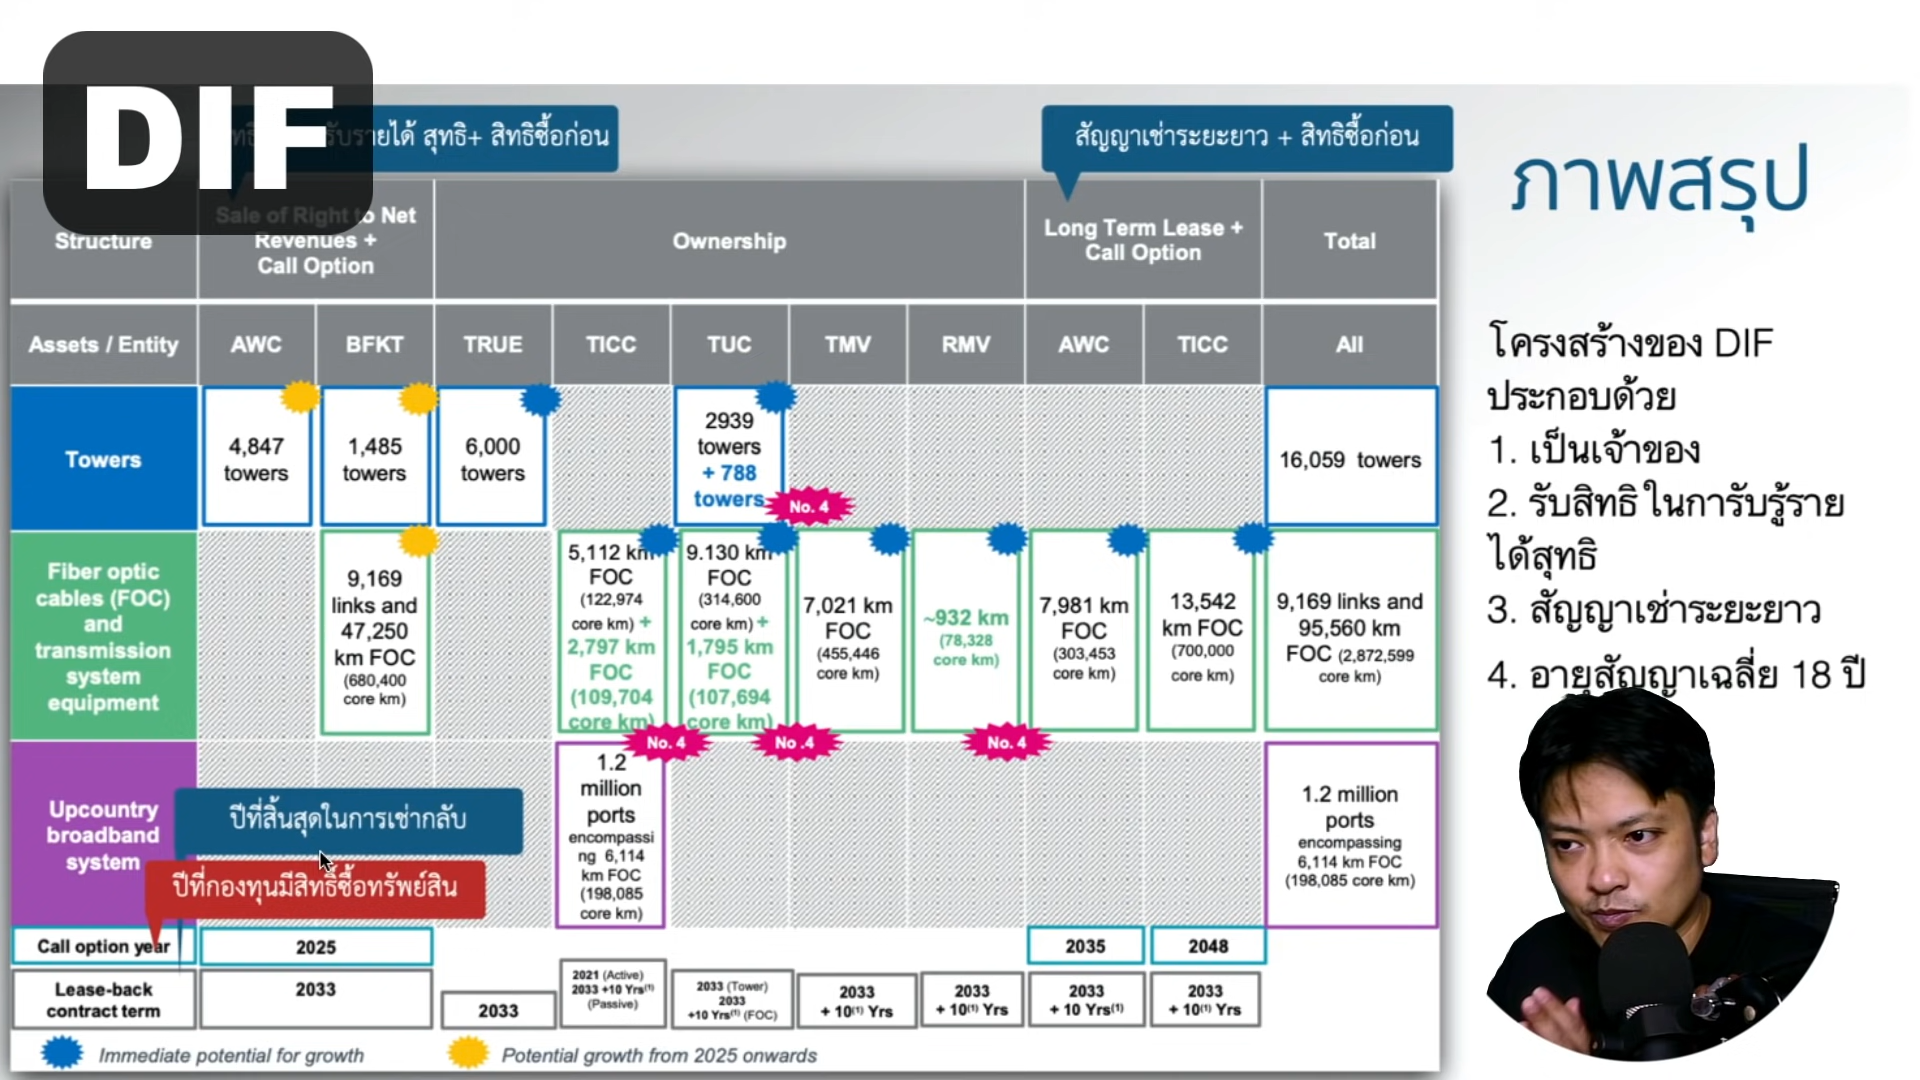 DIF
รับรายได้ สุทธิ+ สิทธิซื้อก่อน
สัญญาเช่าระยะยาว + สิทธิซื้อก่อน
ภาพสรุป
Structure
Sale of Right to Net
Revenues +
Call Option
Ownership
Long Term Lease +
Call Option
Total
Assets / Entity
AWC
BFKT
TRUE
TICC
TUC
TMV
RMV
AWC
TICC
All
Towers
4,847
towers
1,485
towers
6,000
towers
2939
towers
+ 788
towers
No. 4
16,059 towers
Fiber optic
cables (FOC)
and
transmission
system
equipment
9,169
links and
47,250
km FOC
(680,400
core km)
5,112 km
FOC
(122,974
core km) +
2,797 km
FOC
(109,704
core km)
No. 4
9.130 km
FOC
(314,600
core km) +
1,795 km
FOC
(107,694
core km)
No .4
7,021 km
FOC
(455,446
core km)
~932 km
(78,328
core km)
No. 4
7,981 km
FOC
(303,453
core km)
13,542
km FOC
(700,000
core km)
9,169 links and
95,560 km
FOC (2,872,599
core km)
Upcountry
broadband
system
1.2
million
ports
encompassi
ng 6,114
km FOC
(198,085
core km)
1.2 million
ports
encompassing
6,114 km FOC
(198,085 core km)
ปีที่สิ้นสุดในการเช่ากลับ
ปีที่กองทุนมีสิทธิ์ซื้อทรัพย์สิน
Call option year
2025
2035
2048
Lease-back
contract term
2033
2033
2021 (Active)
2033 +10 Yrs(1)
(Passive)
2033 (Tower)
2033
+10 Yrs(1) (FOC)
2033
+ 10(1) Yrs
2033
+ 10(1) Yrs
2033
+ 10 Yrs(1)
2033
+ 10(1) Yrs
Immediate potential for growth
Potential growth from 2025 onwards
โครงสร้างของ DIF
ประกอบด้วย
1. เป็นเจ้าของ
2. รับสิทธิ ในการับรู้ราย
ได้สุทธิ
3. สัญญาเช่าระยะยาว
4. อายุสัญญาเฉลี่ย 18 ปี